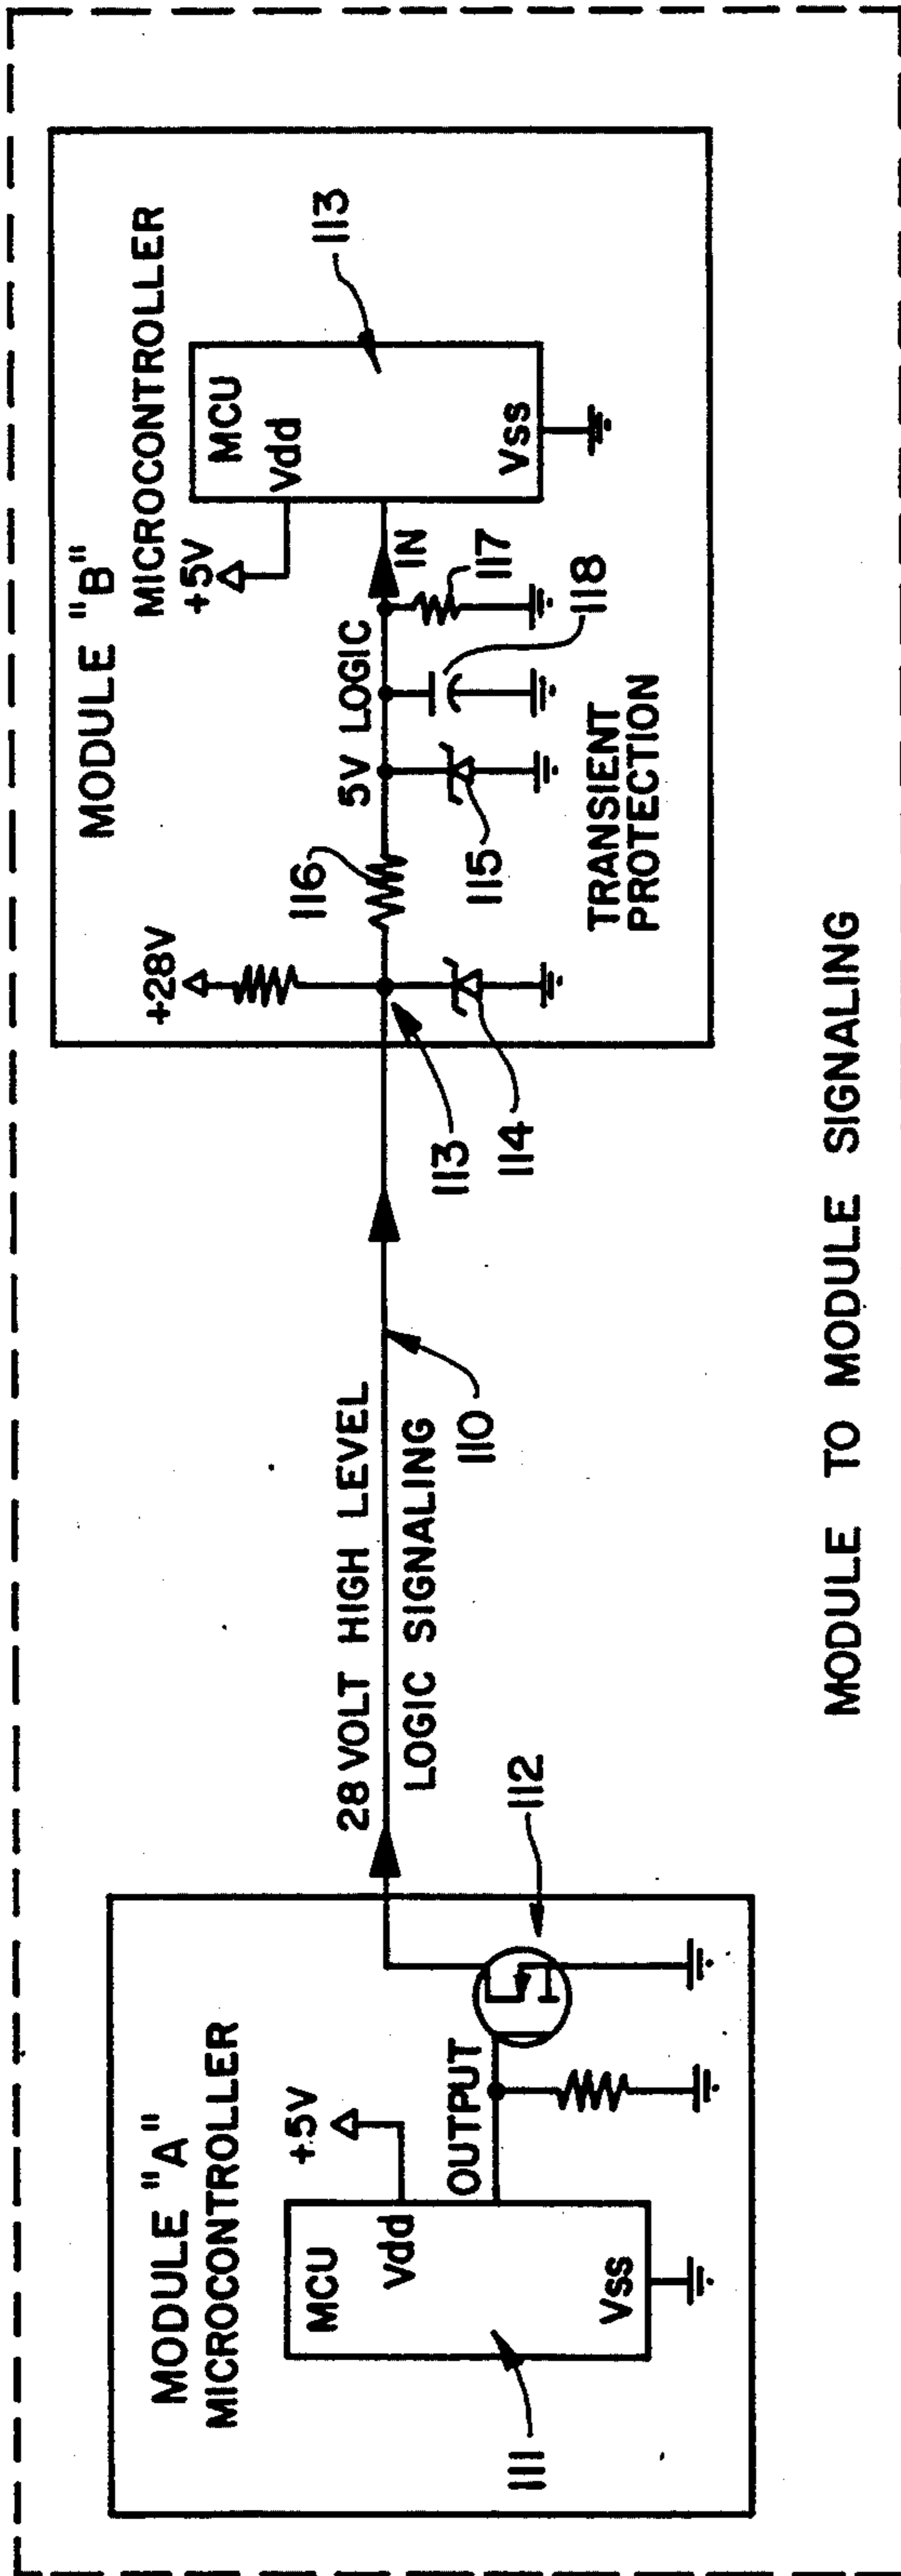 MODULE "A"
MICROCONTROLLER
+5V
MCU
Vdd
OUTPUT
Vss
111
112
28 VOLT HIGH LEVEL
LOGIC SIGNALING
110
MODULE "B"
MICROCONTROLLER
+28V
+5V
116
5V LOGIC
IN
MCU
Vdd
Vss
113
113
114
115
118
117
TRANSIENT
PROTECTION
MODULE TO MODULE SIGNALING